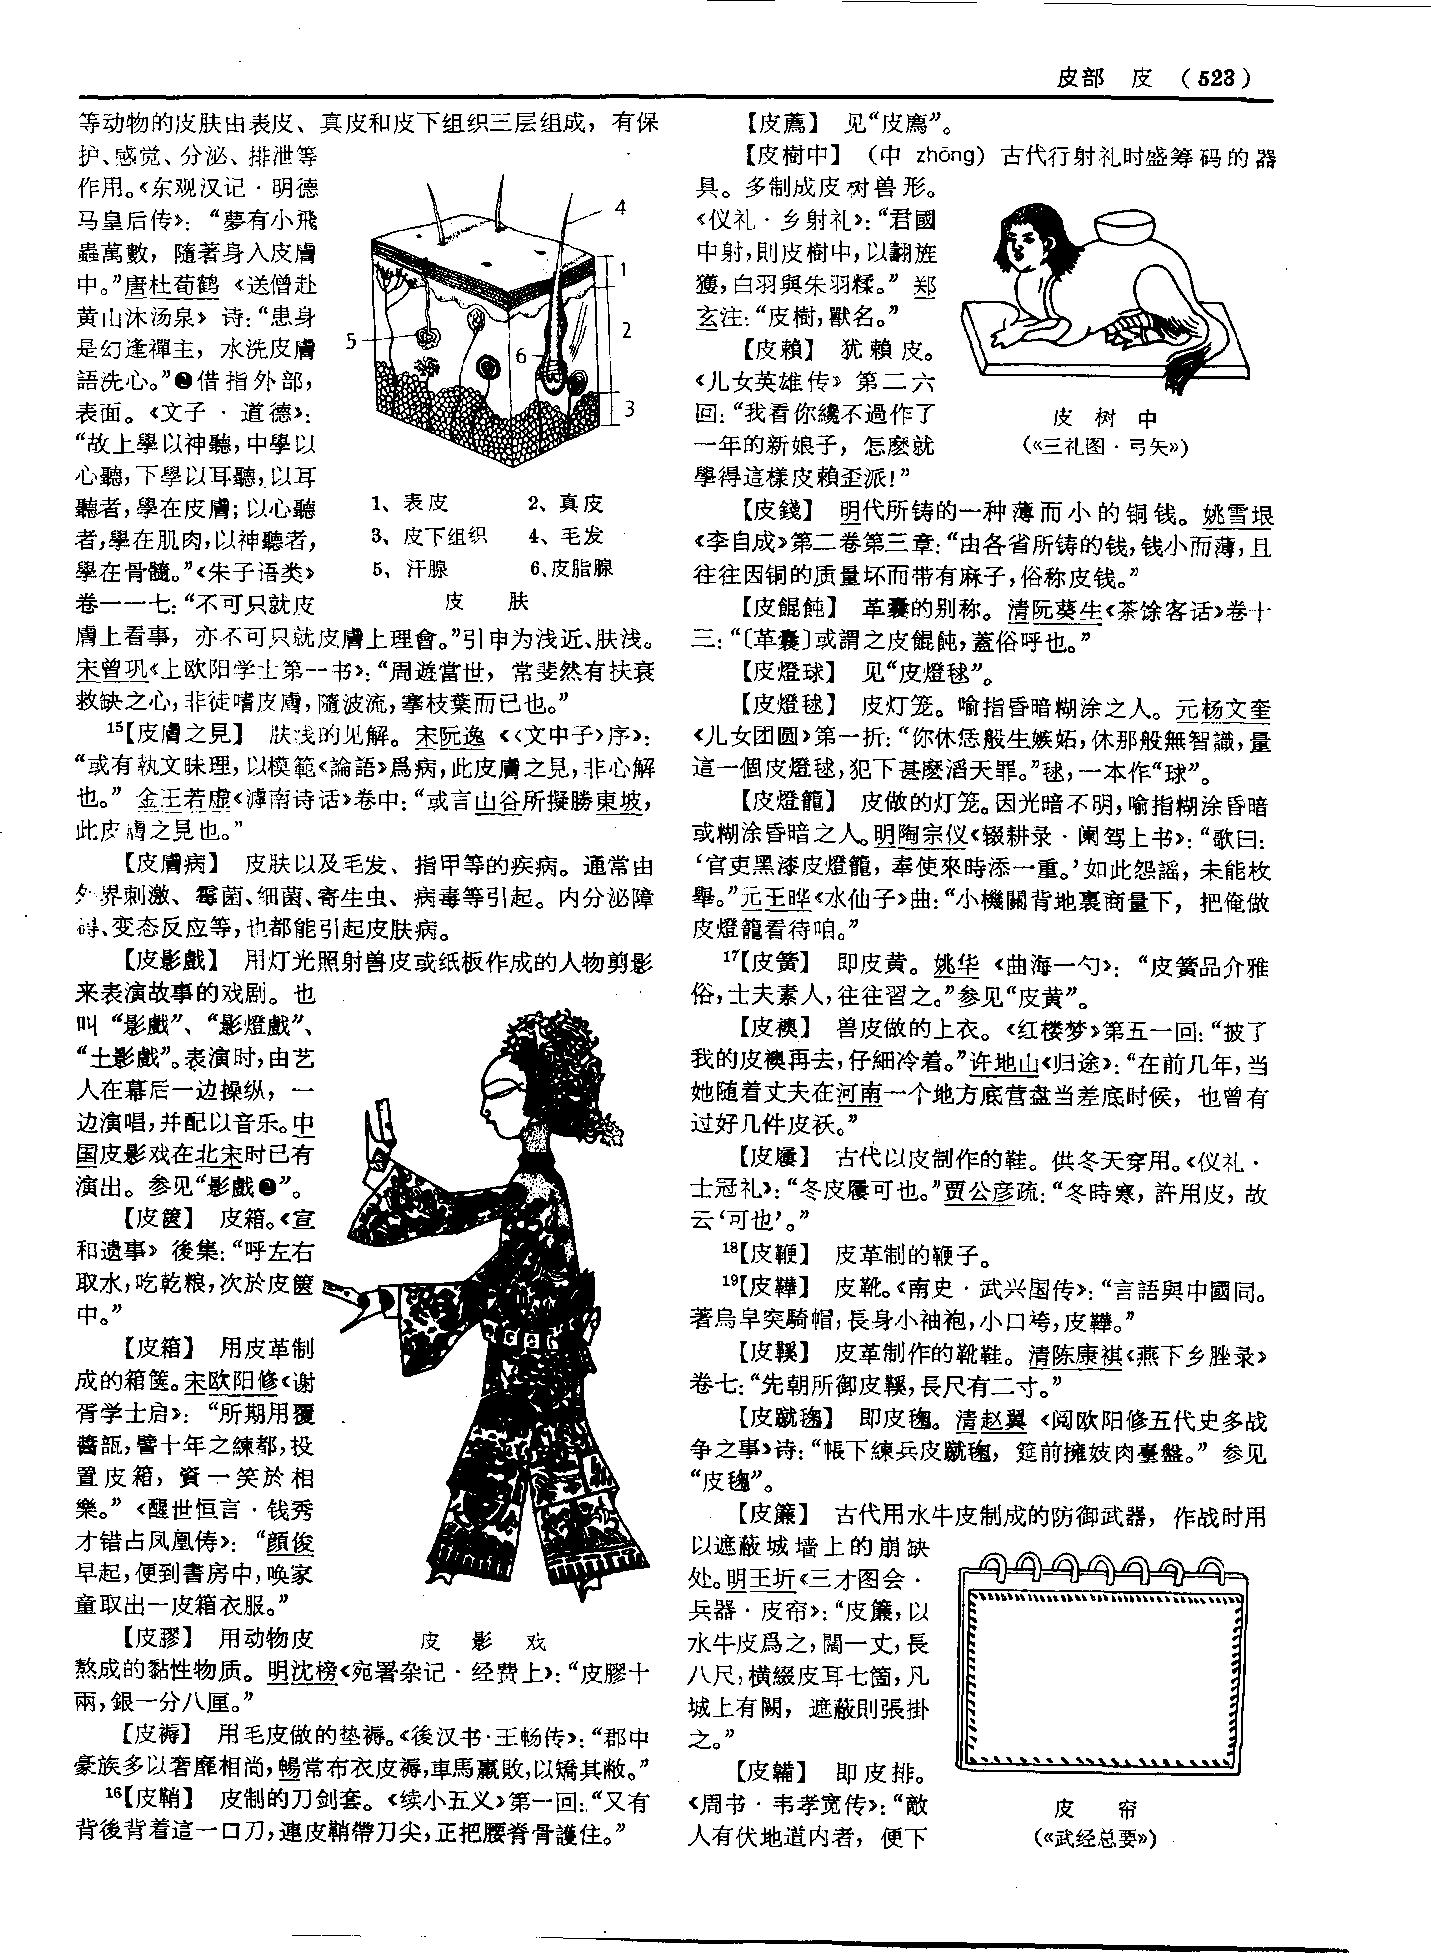 皮部 皮 (523)
等动物的皮肤由表皮、真皮和皮下组织三层组成，有保
护、感觉、分泌、排泄等
作用。《东观汉记·明德
马皇后传》：“夢有小飛
蟲萬數，隨著身入皮膚
中。”唐杜荀鹤《送僧赴
黄山沐汤泉》诗：“患身
是幻逢禪主，水洗皮膚
語洗心。”❷借指外部，
表面。《文子·道德》：
“故上學以神聽，中學以
心聽，下學以耳聽，以耳
聽者，學在皮膚；以心聽
者，學在肌肉，以神聽者，
學在骨髓。”《朱子语类》
卷一一七：“不可只就皮
膚上看事，亦不可只就皮膚上理會。”引申为浅近、肤浅。
宋曾巩《上欧阳学士第一书》：“周遊當世，常斐然有扶衰
救缺之心，非徒嗜皮膚，隨波流，搴枝葉而已也。”
4
1
2
5
6
3
1、表皮 2、真皮
3、皮下组织 4、毛发
5、汗腺 6、皮脂腺
皮 肤
15【皮膚之見】 肤浅的见解。宋阮逸《〈文中子〉序》：
“或有執文昧理，以模範《論語》爲病，此皮膚之見，非心解
也。”金王若虚《滹南诗话》卷中：“或言山谷所擬勝東坡，
此皮膚之見也。”
【皮膚病】 皮肤以及毛发、指甲等的疾病。通常由
外界刺激、霉菌、细菌、寄生虫、病毒等引起。内分泌障
碍、变态反应等，也都能引起皮肤病。
【皮影戲】 用灯光照射兽皮或纸板作成的人物剪影
来表演故事的戏剧。也
叫“影戲”、“影燈戲”、
“土影戲”。表演时，由艺
人在幕后一边操纵，一
边演唱，并配以音乐。中
国皮影戏在北宋时已有
演出。参见“影戲❷”。
【皮篋】 皮箱。《宣
和遗事》後集：“呼左右
取水，吃乾粮，次於皮篋
中。”
【皮箱】 用皮革制
成的箱箧。宋欧阳修《谢
胥学士启》：“所期用覆
醬瓿，譬十年之練都，投
置皮箱，資一笑於相
樂。”《醒世恒言·钱秀
才错占凤凰俦》：“顔俊
早起，便到書房中，唤家
童取出一皮箱衣服。”
皮 影 戏
【皮膠】 用动物皮
熬成的黏性物质。明沈榜《宛署杂记·经费上》：“皮膠十
兩，銀一分八厘。”
【皮褥】 用毛皮做的垫褥。《後汉书·王畅传》：“郡中
豪族多以奢靡相尚，暢常布衣皮褥，車馬羸敗，以矯其敝。”
16【皮鞘】 皮制的刀剑套。《续小五义》第一回：“又有
背後背着這一口刀，連皮鞘帶刀尖，正把腰脊骨護住。”
【皮薦】 见“皮廌”。
【皮樹中】 （中 zhōng）古代行射礼时盛筹码的器
具。多制成皮树兽形。
《仪礼·乡射礼》：“君國
中射，則皮樹中，以翿旌
獲，白羽與朱羽糅。”郑
玄注：“皮樹，獸名。”
皮 树 中
（《三礼图·弓矢》）
【皮賴】 犹賴皮。
《儿女英雄传》第二六
回：“我看你纔不過作了
一年的新娘子，怎麽就
學得這樣皮賴歪派！”
【皮錢】 明代所铸的一种薄而小的铜钱。姚雪垠
《李自成》第二卷第三章：“由各省所铸的钱，钱小而薄，且
往往因铜的质量坏而带有麻子，俗称皮钱。”
【皮餛飩】 革囊的别称。清阮葵生《茶馀客话》卷十
三：“〔革囊〕或謂之皮餛飩，蓋俗呼也。”
【皮燈球】 见“皮燈毬”。
【皮燈毬】 皮灯笼。喻指昏暗糊涂之人。元杨文奎
《儿女团圆》第一折：“你休恁般生嫉妬，休那般無智識，量
這一個皮燈毬，犯下甚麽滔天罪。”毬，一本作“球”。
【皮燈籠】 皮做的灯笼。因光暗不明，喻指糊涂昏暗
或糊涂昏暗之人。明陶宗仪《辍耕录·阑驾上书》：“歌曰：
‘官吏黑漆皮燈籠，奉使來時添一重。’如此怨謡，未能枚
舉。”元王晔《水仙子》曲：“小機關背地裏商量下，把俺做
皮燈籠看待咱。”
17【皮簧】 即皮黄。姚华《曲海一勺》：“皮簧品介雅
俗，士夫素人，往往習之。”参见“皮黄”。
【皮襖】 兽皮做的上衣。《红楼梦》第五一回：“披了
我的皮襖再去，仔細冷着。”许地山《归途》：“在前几年，当
她随着丈夫在河南一个地方底营盘当差底时候，也曾有
过好几件皮袄。”
【皮屨】 古代以皮制作的鞋。供冬天穿用。《仪礼·
士冠礼》：“冬皮屨可也。”贾公彦疏：“冬時寒，許用皮，故
云‘可也’。”
18【皮鞭】 皮革制的鞭子。
19【皮鞾】 皮靴。《南史·武兴国传》：“言語與中國同。
著烏皁突騎帽，長身小袖袍，小口袴，皮鞾。”
【皮鞵】 皮革制作的靴鞋。清陈康祺《燕下乡脞录》
卷七：“先朝所御皮鞵，長尺有二寸。”
【皮蹴毱】 即皮毱。清赵翼《阅欧阳修五代史多战
争之事》诗：“帳下練兵皮蹴毱，筵前擁妓肉臺盤。”参见
“皮毱”。
【皮簾】 古代用水牛皮制成的防御武器，作战时用
以遮蔽城墙上的崩缺
处。明王圻《三才图会·
兵器·皮帘》：“皮簾，以
水牛皮爲之，闊一丈，長
八尺，横綴皮耳七箇，凡
城上有闕，遮蔽則張掛
之。”
皮 帘
（《武经总要》）
【皮韛】 即皮排。
《周书·韦孝宽传》：“敵
人有伏地道内者，便下